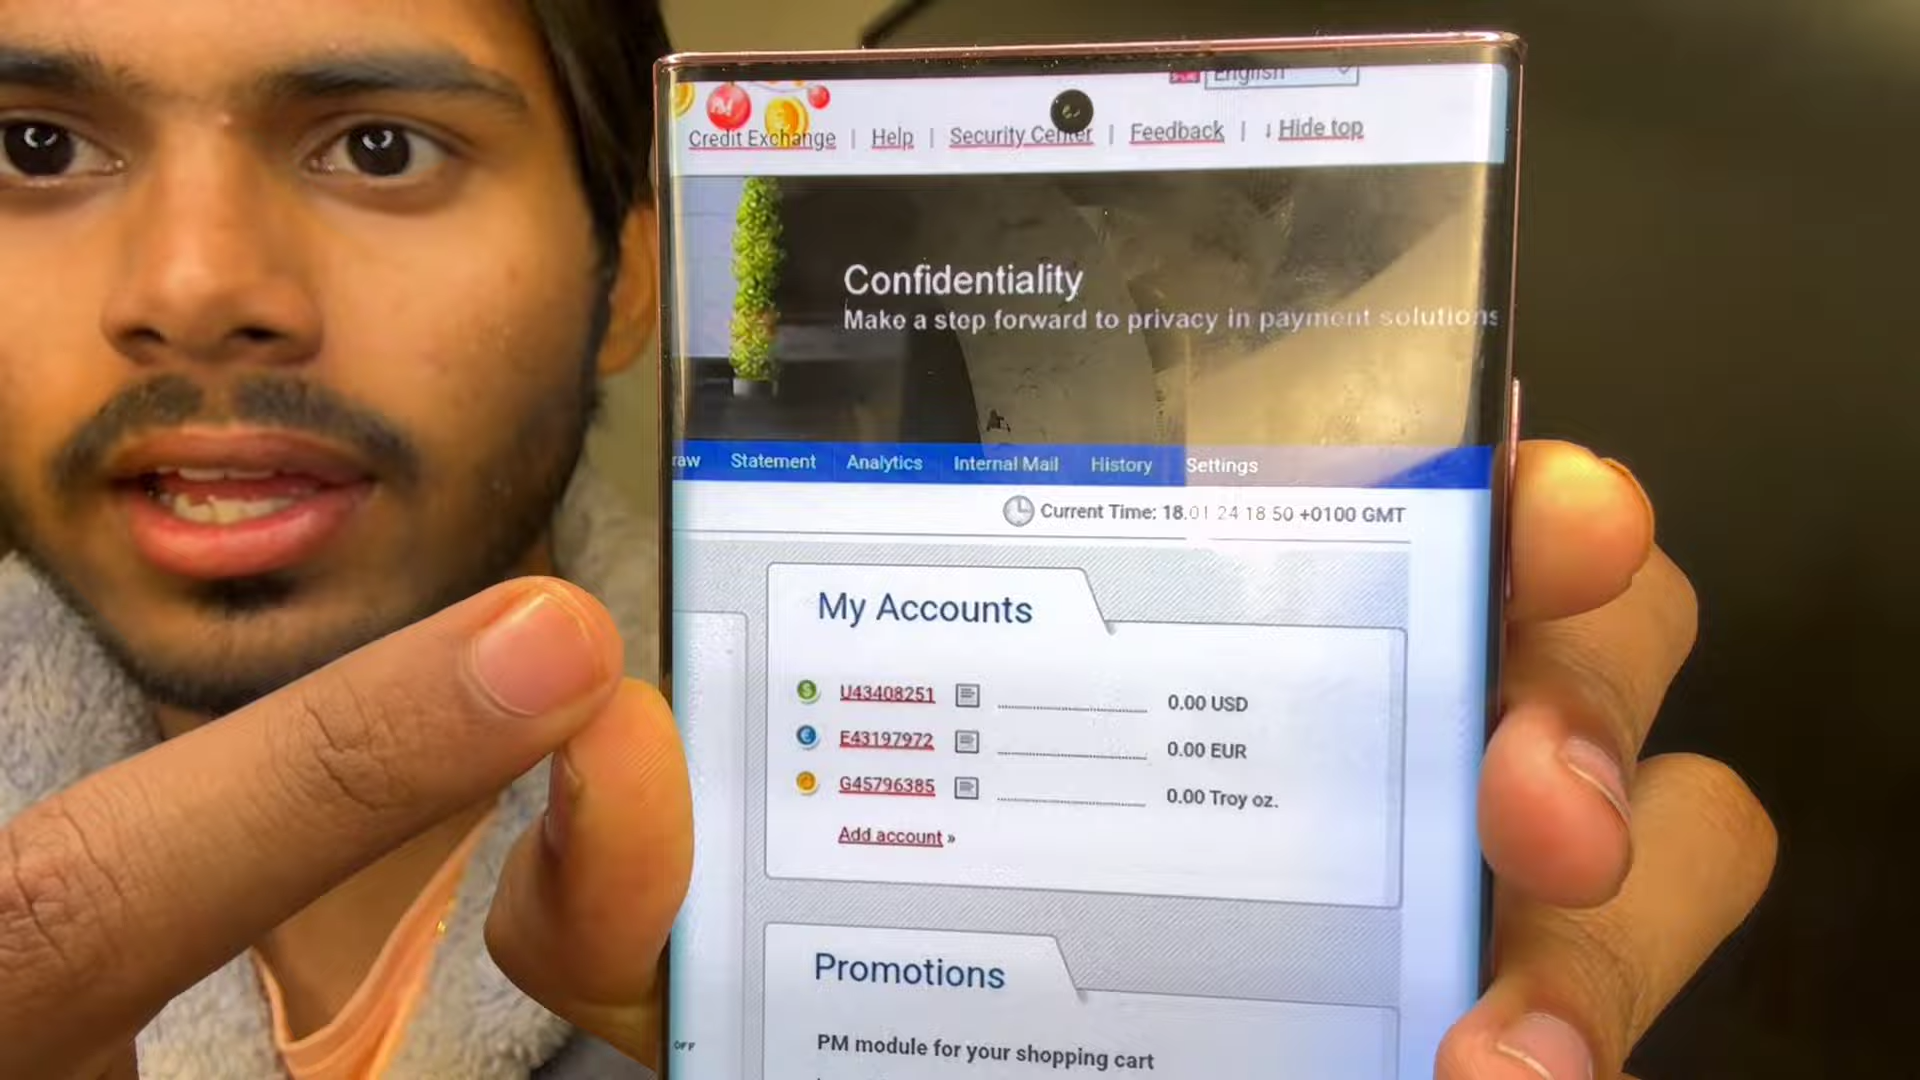 PM
English
Credit Exchange | Help | Security Center | Feedback | ↓ Hide top
Confidentiality
Make a step forward to privacy in payment solutions
raw Statement Analytics Internal Mail History Settings
Current Time: 18.01 24 18 50 +0100 GMT
My Accounts
U43408251 0.00 USD
E43197972 0.00 EUR
G45796385 0.00 Troy oz.
Add account »
Promotions
OFF
PM module for your shopping cart